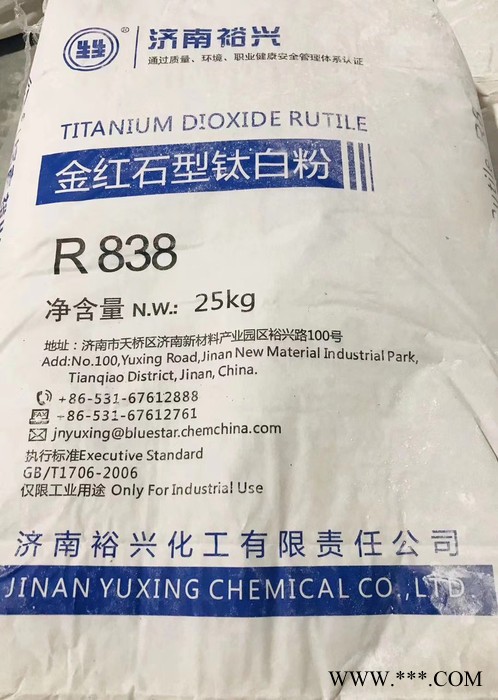 ® 济南裕兴
通过质量、环境、职业健康安全管理体系认证
TITANIUM DIOXIDE RUTILE
金红石型钛白粉
R 838
净含量 N.W.: 25kg
地址：济南市天桥区济南新材料产业园区裕兴路100号
Add:No.100,Yuxing Road,Jinan New Material Industrial Park,
Tianqiao District, Jinan, China.
+86-531-67612888
FAX +86-531-67612761
jnyuxing@bluestar.chemchina.com
执行标准Executive Standard
GB/T1706-2006
仅限工业用途 Only For Industrial Use
济南裕兴化工有限责任公司
JINAN YUXING CHEMICAL CO.,LTD.
www.***.COM